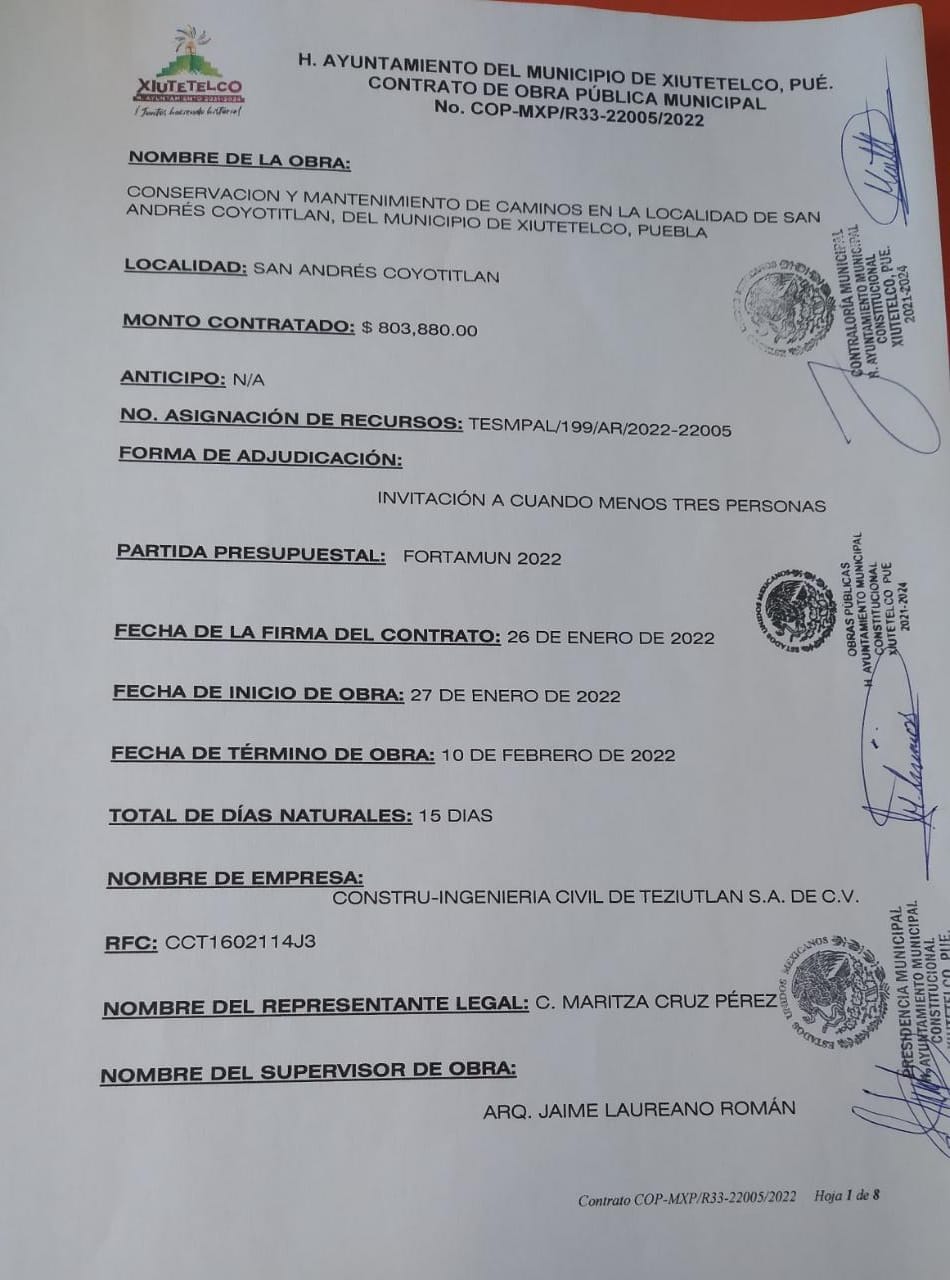 XIUTETELCO
H. AYUNTAMIENTO 2021-2024
¡Juntos, haciendo historia!
H. AYUNTAMIENTO DEL MUNICIPIO DE XIUTETELCO, PUÉ.
CONTRATO DE OBRA PÚBLICA MUNICIPAL
No. COP-MXP/R33-22005/2022
NOMBRE DE LA OBRA:
CONSERVACION Y MANTENIMIENTO DE CAMINOS EN LA LOCALIDAD DE SAN
ANDRÉS COYOTITLAN, DEL MUNICIPIO DE XIUTETELCO, PUEBLA
LOCALIDAD: SAN ANDRÉS COYOTITLAN
MONTO CONTRATADO: $ 803,880.00
ANTICIPO: N/A
NO. ASIGNACIÓN DE RECURSOS: TESMPAL/199/AR/2022-22005
FORMA DE ADJUDICACIÓN:
INVITACIÓN A CUANDO MENOS TRES PERSONAS
PARTIDA PRESUPUESTAL: FORTAMUN 2022
FECHA DE LA FIRMA DEL CONTRATO: 26 DE ENERO DE 2022
FECHA DE INICIO DE OBRA: 27 DE ENERO DE 2022
FECHA DE TÉRMINO DE OBRA: 10 DE FEBRERO DE 2022
TOTAL DE DÍAS NATURALES: 15 DIAS
NOMBRE DE EMPRESA:
CONSTRU-INGENIERIA CIVIL DE TEZIUTLAN S.A. DE C.V.
RFC: CCT1602114J3
NOMBRE DEL REPRESENTANTE LEGAL: C. MARITZA CRUZ PÉREZ
NOMBRE DEL SUPERVISOR DE OBRA:
ARQ. JAIME LAUREANO ROMÁN
Contrato COP-MXP/R33-22005/2022 Hoja 1 de 8
CONTRALORÍA MUNICIPAL
H. AYUNTAMIENTO MUNICIPAL
CONSTITUCIONAL
XIUTETELCO, PUE.
2021-2024
ESTADOS UNIDOS MEXICANOS
OBRAS PÚBLICAS
H. AYUNTAMIENTO MUNICIPAL
CONSTITUCIONAL
XIUTETELCO PUE
2021-2024
ESTADOS UNIDOS MEXICANOS
PRESIDENCIA MUNICIPAL
H. AYUNTAMIENTO MUNICIPAL
CONSTITUCIONAL
PUE.